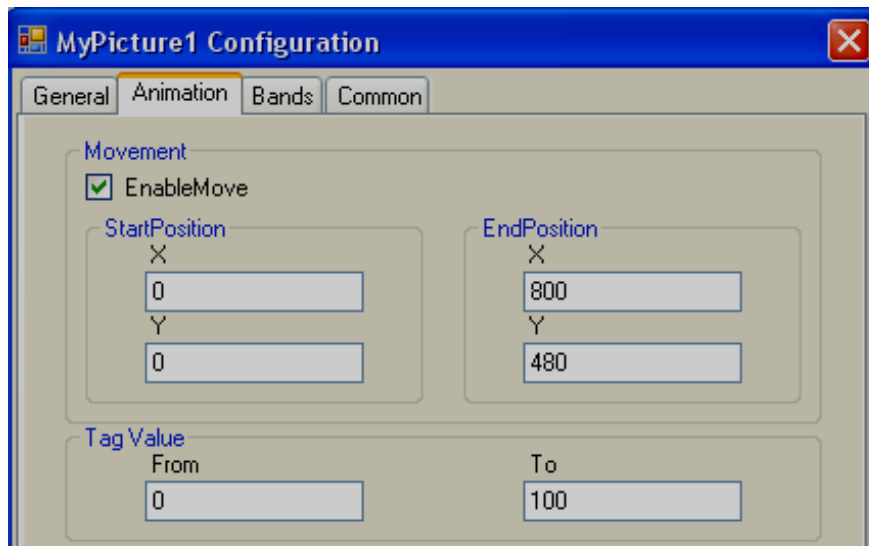 MyPicture1 Configuration
General Animation Bands Common
Movement
EnableMove
StartPosition EndPosition
X X
0 800
Y Y
0 480
Tag Value
From To
0 100